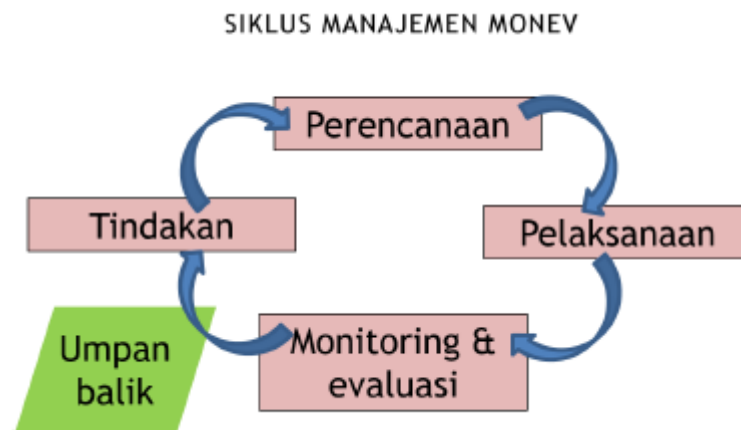 SIKLUS MANAJEMEN MONEV
Perencanaan
Tindakan
Pelaksanaan
Umpan
balik
Monitoring &
evaluasi